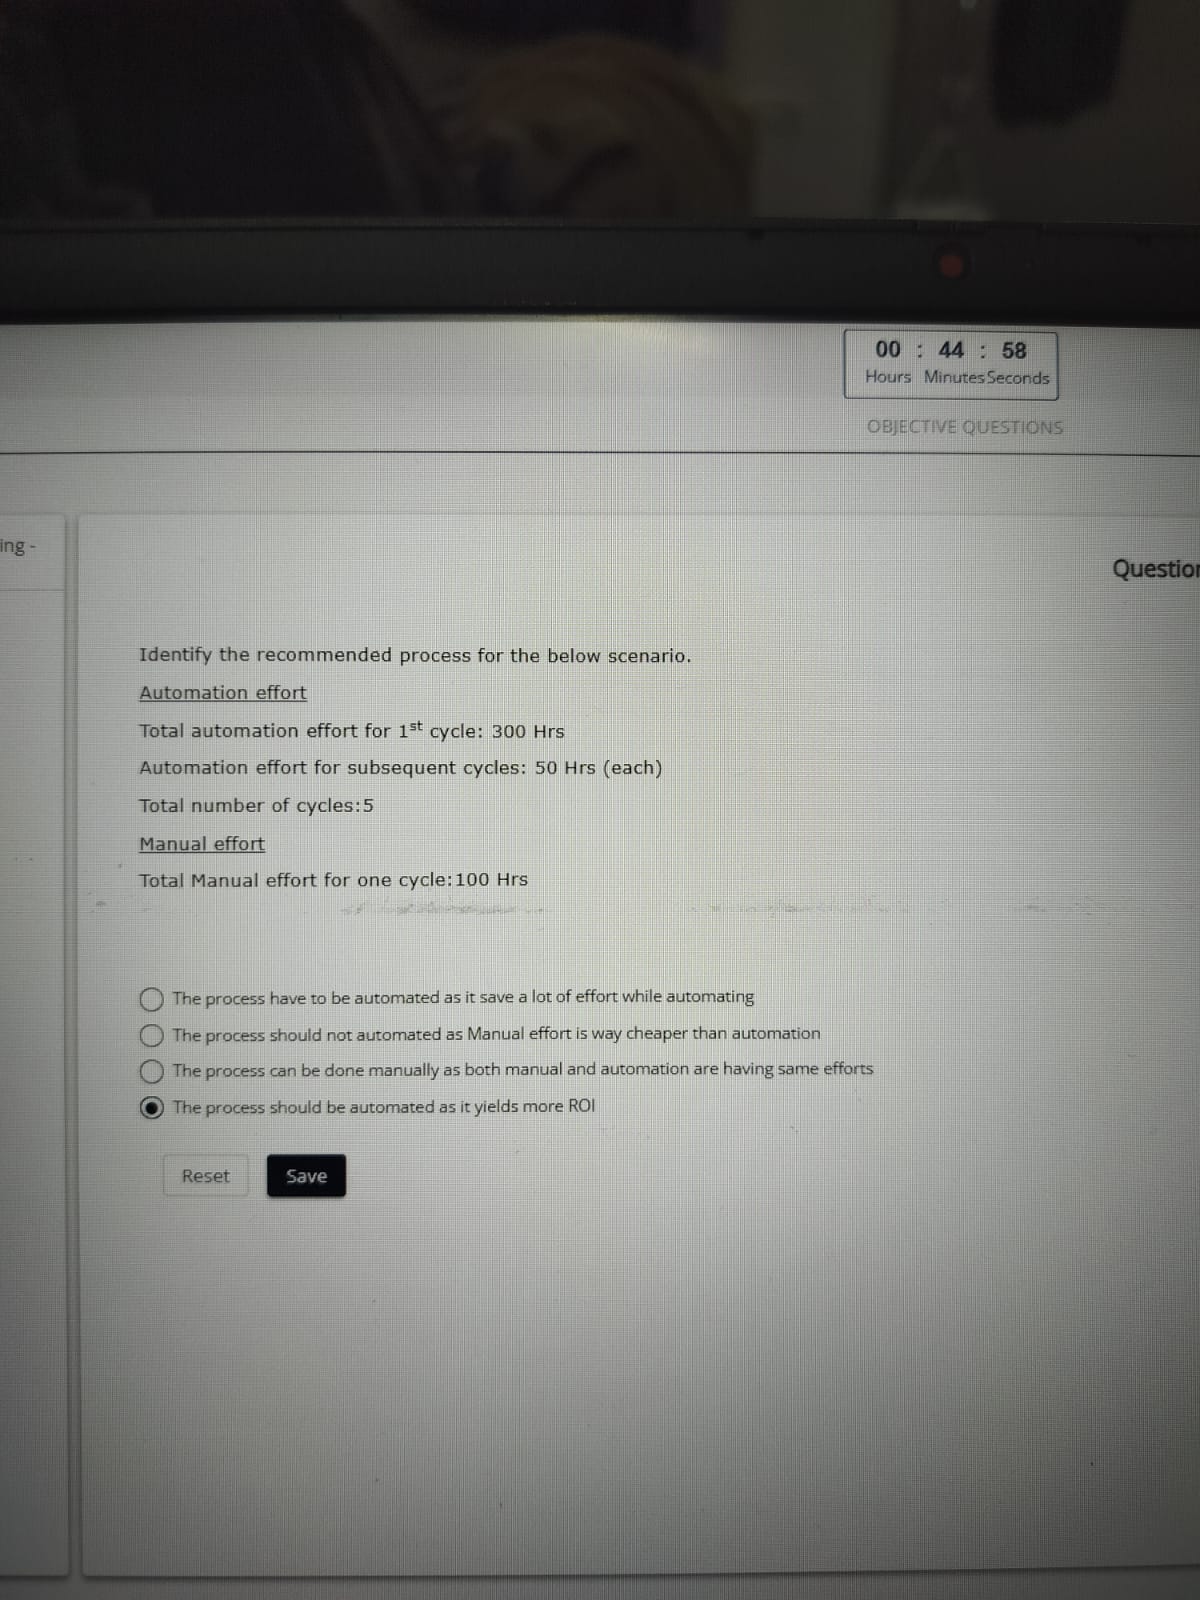 00 : 44 : 58
Hours Minutes Seconds
OBJECTIVE QUESTIONS
ing -
Question
Identify the recommended process for the below scenario.
Automation effort
Total automation effort for 1st cycle: 300 Hrs
Automation effort for subsequent cycles: 50 Hrs (each)
Total number of cycles:5
Manual effort
Total Manual effort for one cycle:100 Hrs
The process have to be automated as it save a lot of effort while automating
The process should not automated as Manual effort is way cheaper than automation
The process can be done manually as both manual and automation are having same efforts
The process should be automated as it yields more ROI
Reset Save